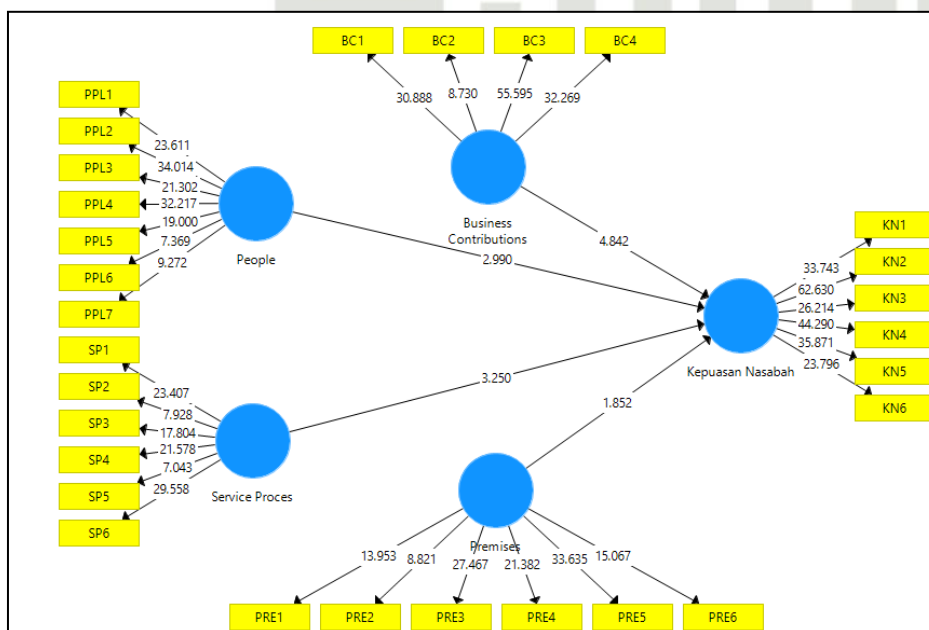 BC1 BC2 BC3 BC4
30.888 8.730 55.595 32.269
Business
Contributions
PPL1
PPL2
PPL3
PPL4
PPL5
PPL6
PPL7
23.611
34.014
21.302
32.217
19.000
7.369
9.272
People
4.842
2.990
SP1
SP2
SP3
SP4
SP5
SP6
23.407
7.928
17.804
21.578
7.043
29.558
Service Proces
3.250
1.852
KN1
KN2
KN3
KN4
KN5
KN6
33.743
62.630
26.214
44.290
35.871
23.796
Kepuasan Nasabah
Premises
13.953 8.821 27.467 21.382 33.635 15.067
PRE1 PRE2 PRE3 PRE4 PRE5 PRE6